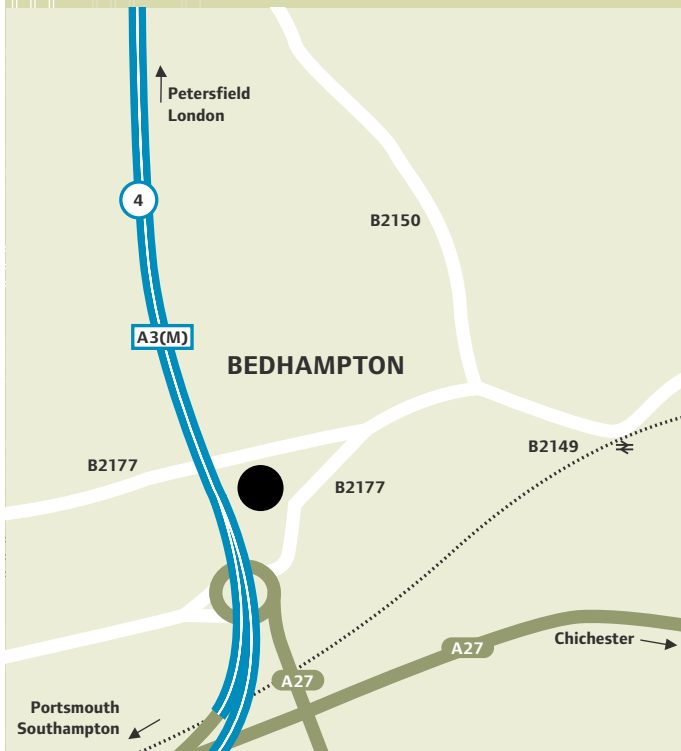 Petersfield
London
4
B2150
A3(M)
BEDHAMPTON
B2149
B2177
B2177
Chichester
A27
A27
Portsmouth
Southampton